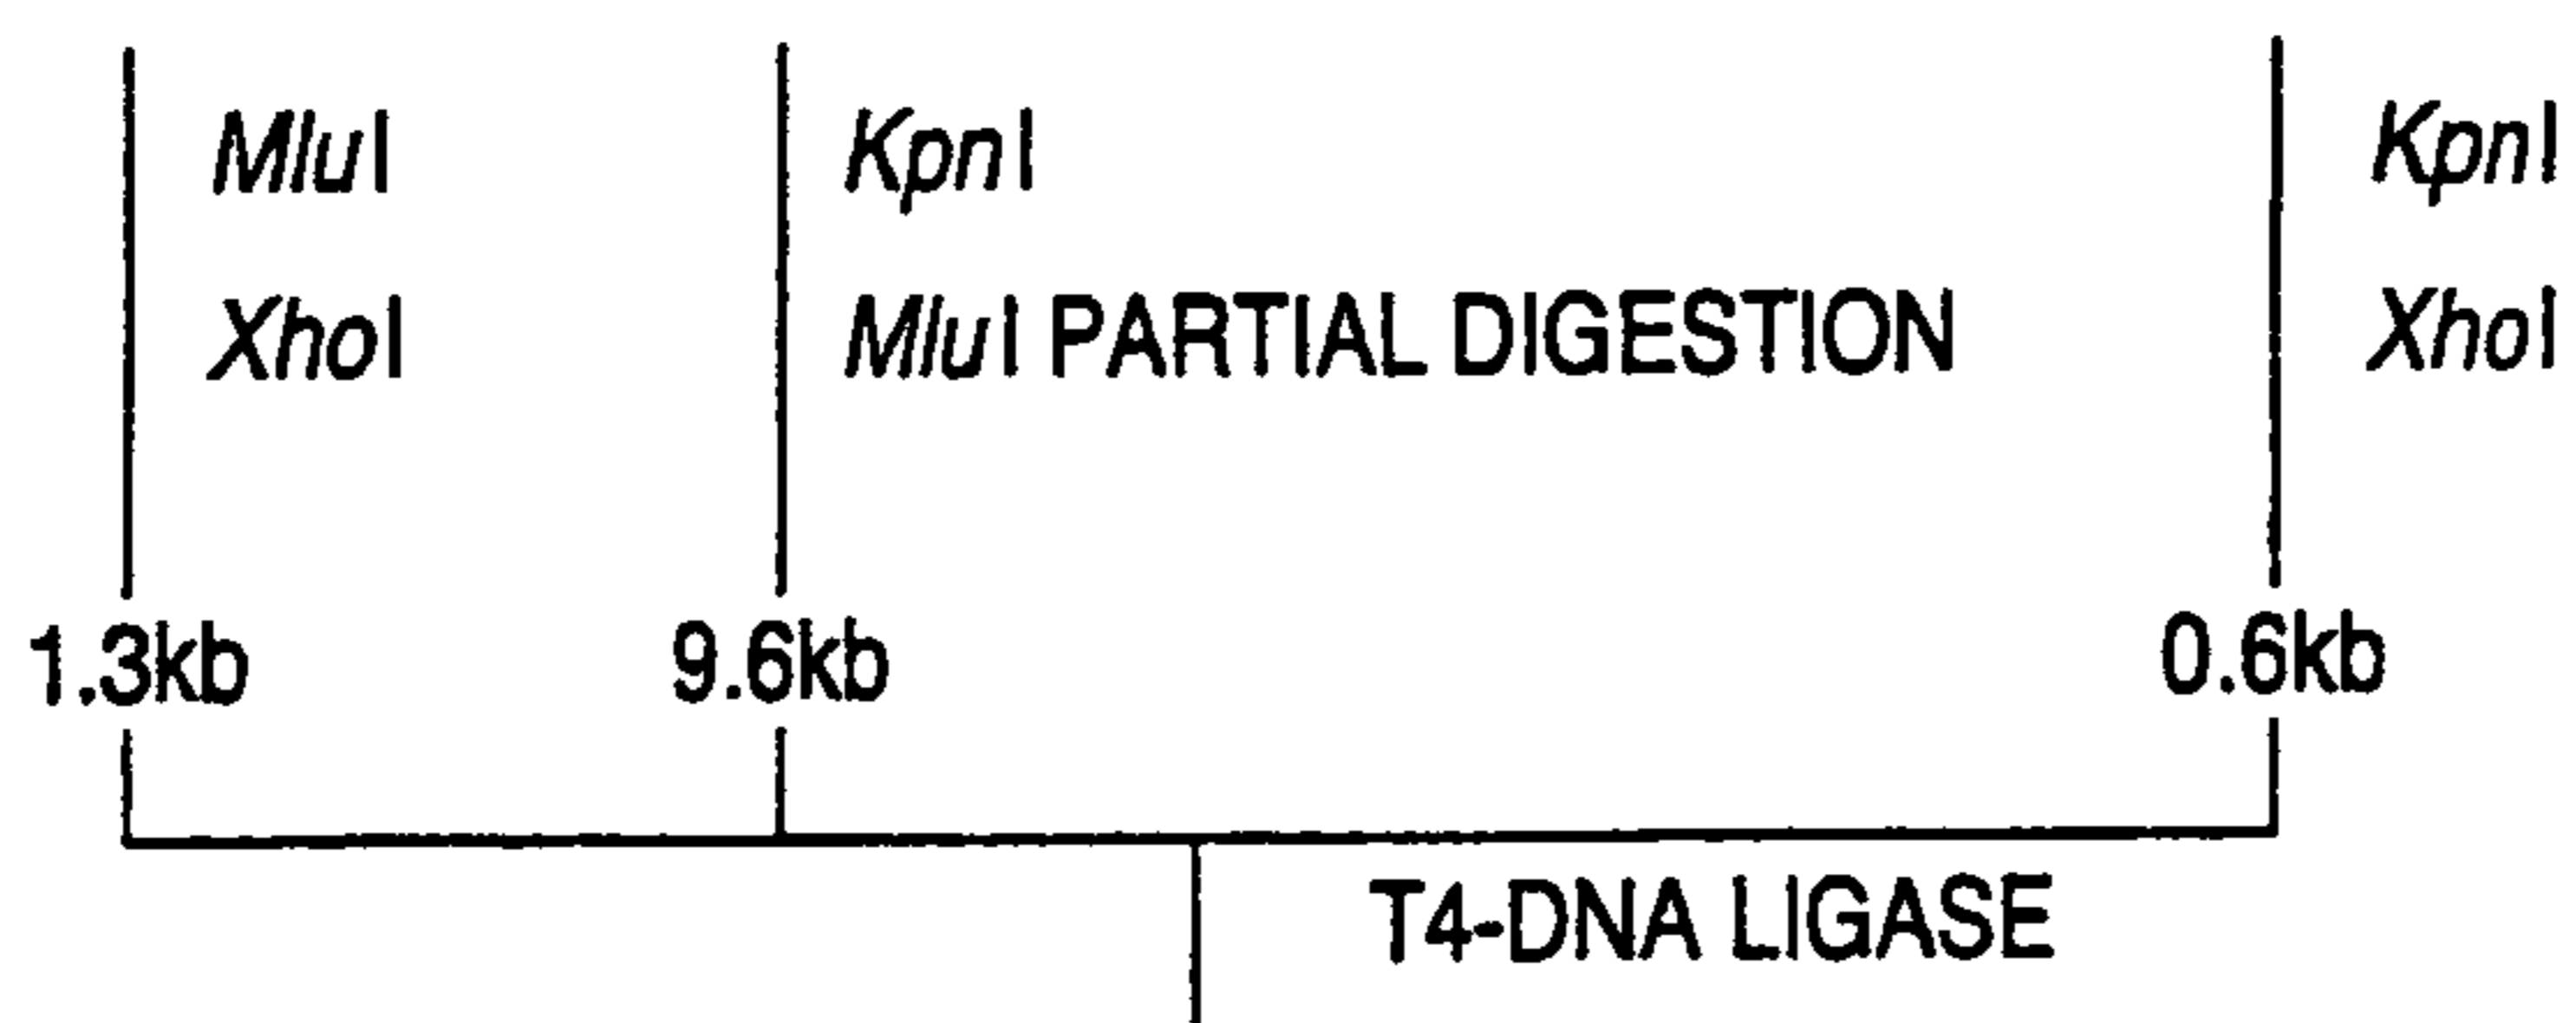 MluI KpnI KpnI
XhoI MluI PARTIAL DIGESTION XhoI
1.3kb 9.6kb 0.6kb
T4-DNA LIGASE